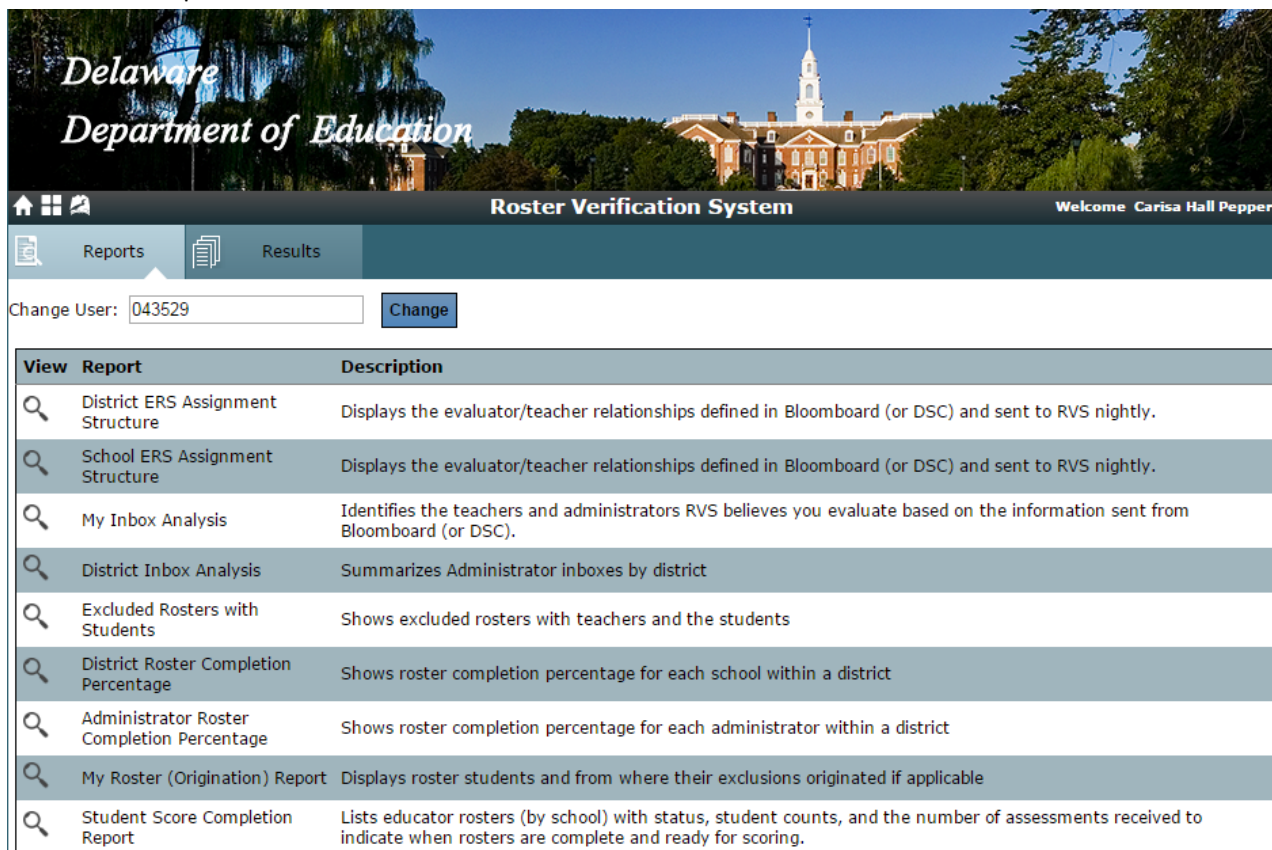 Delaware
Department of Education
Roster Verification System
Welcome Carisa Hall Pepper
Reports
Results
Change User: 043529 Change
View Report Description
District ERS Assignment
Structure
Displays the evaluator/teacher relationships defined in Bloomboard (or DSC) and sent to RVS nightly.
School ERS Assignment
Structure
Displays the evaluator/teacher relationships defined in Bloomboard (or DSC) and sent to RVS nightly.
My Inbox Analysis
Identifies the teachers and administrators RVS believes you evaluate based on the information sent from
Bloomboard (or DSC).
District Inbox Analysis
Summarizes Administrator inboxes by district
Excluded Rosters with
Students
Shows excluded rosters with teachers and the students
District Roster Completion
Percentage
Shows roster completion percentage for each school within a district
Administrator Roster
Completion Percentage
Shows roster completion percentage for each administrator within a district
My Roster (Origination) Report
Displays roster students and from where their exclusions originated if applicable
Student Score Completion
Report
Lists educator rosters (by school) with status, student counts, and the number of assessments received to
indicate when rosters are complete and ready for scoring.